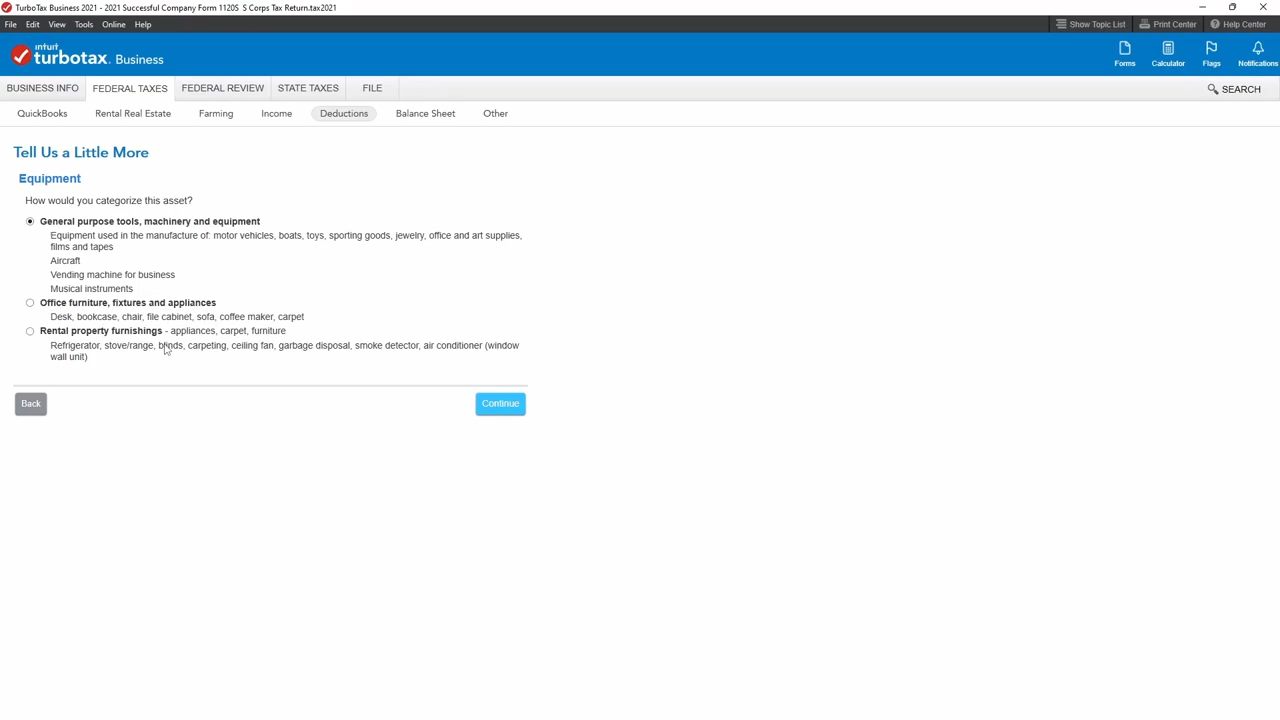 TurboTax Business 2021 - 2021 Successful Company Form 1120S S Corps Tax Return.tax2021
File Edit View Tools Online Help
Show Topic List Print Center Help Center
intuit
turbotax. Business
Forms Calculator Flags Notifications
BUSINESS INFO FEDERAL TAXES FEDERAL REVIEW STATE TAXES FILE
SEARCH
QuickBooks Rental Real Estate Farming Income Deductions Balance Sheet Other
Tell Us a Little More
Equipment
How would you categorize this asset?
General purpose tools, machinery and equipment
Equipment used in the manufacture of: motor vehicles, boats, toys, sporting goods, jewelry, office and art supplies,
films and tapes
Aircraft
Vending machine for business
Musical instruments
Office furniture, fixtures and appliances
Desk, bookcase, chair, file cabinet, sofa, coffee maker, carpet
Rental property furnishings - appliances, carpet, furniture
Refrigerator, stove/range, blinds, carpeting, ceiling fan, garbage disposal, smoke detector, air conditioner (window
wall unit)
Back
Continue